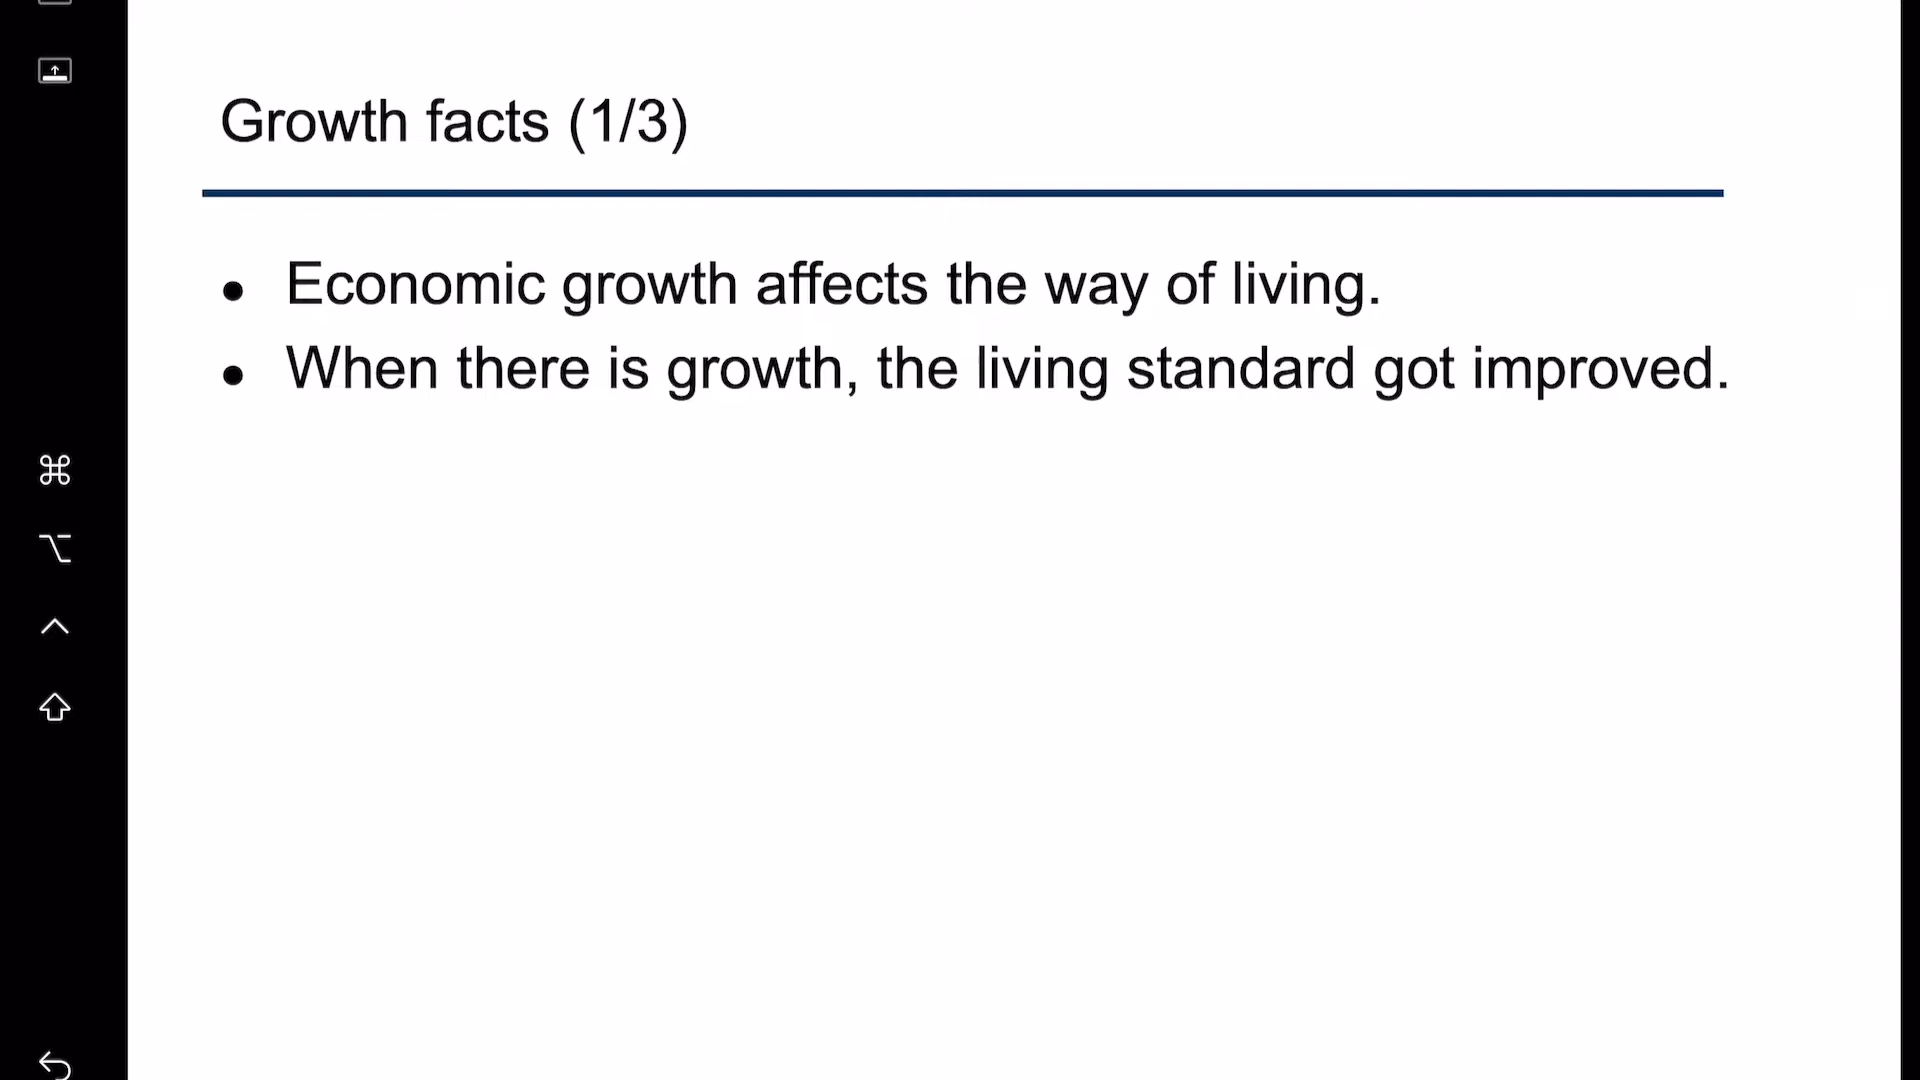 Growth facts (1/3)
• Economic growth affects the way of living.
• When there is growth, the living standard got improved.